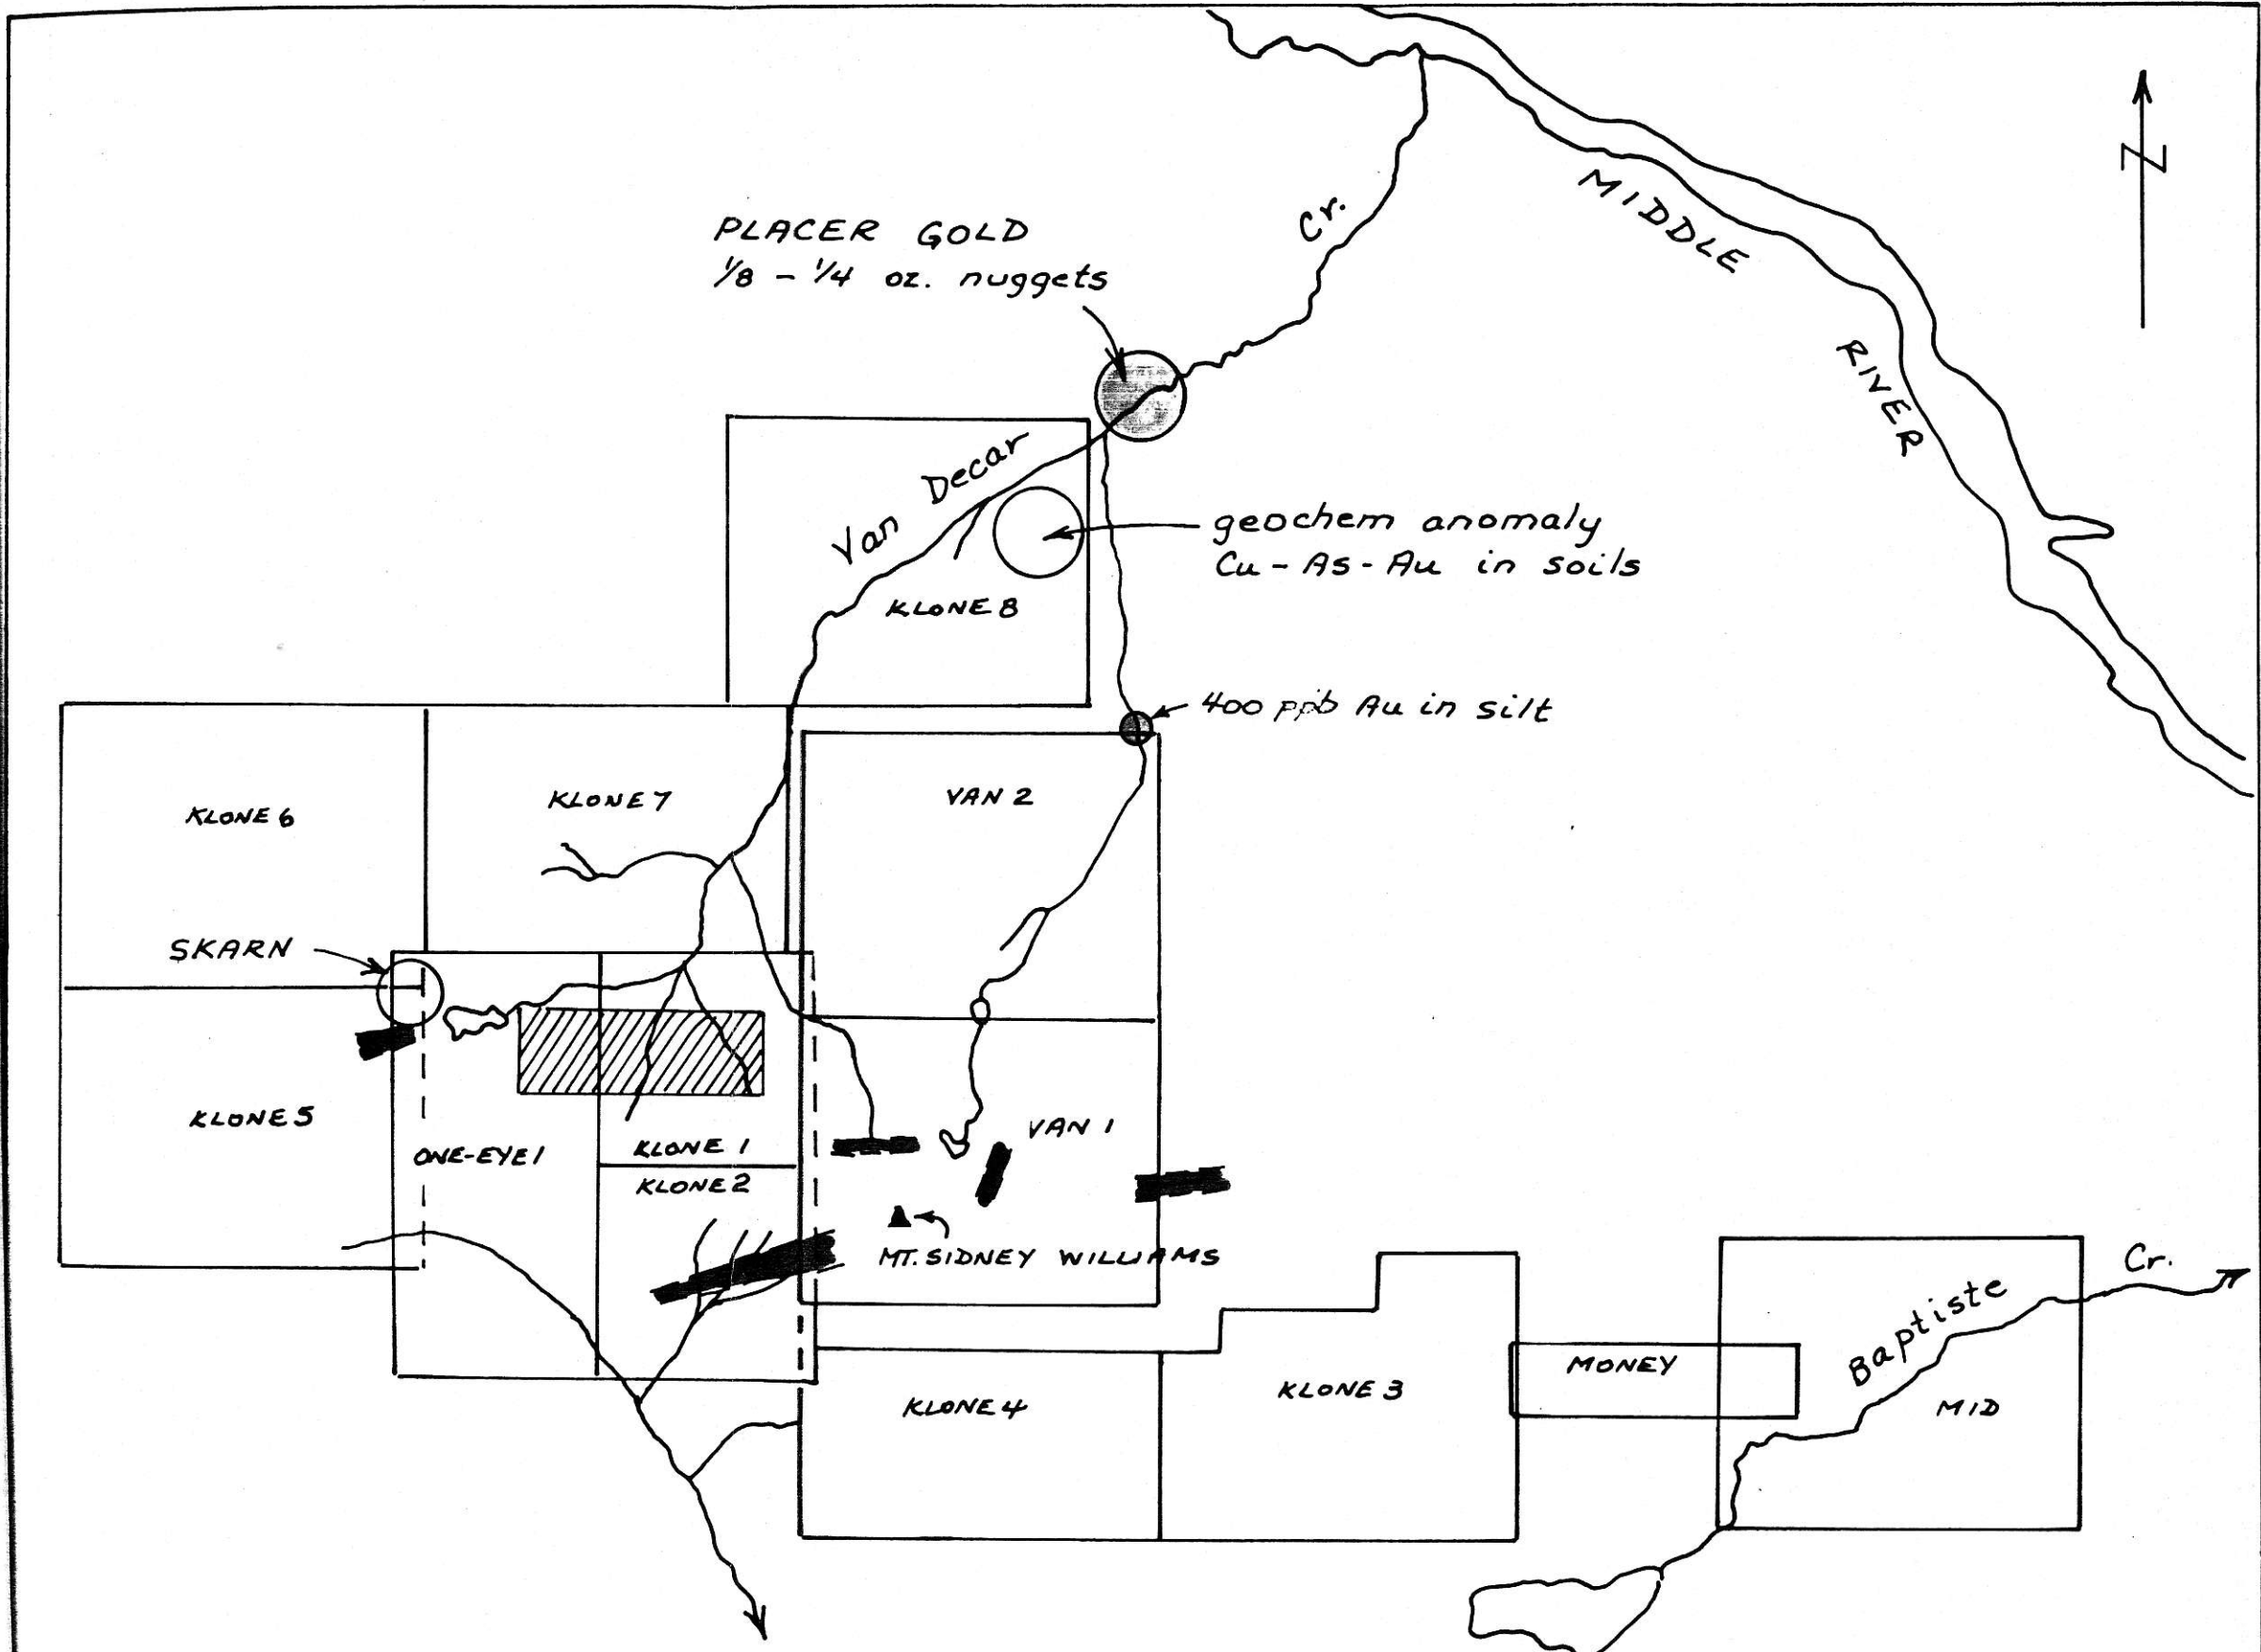 N
Cr.
MIDDLE
RIVER
PLACER GOLD
1/8 - 1/4 oz. nuggets
Van Decar
geochem anomaly
Cu - As - Au in soils
KLONE 8
400 ppb Au in silt
KLONE 6
KLONE 7
VAN 2
SKARN
KLONE 5
ONE-EYE 1
KLONE 1
KLONE 2
VAN 1
MT. SIDNEY WILLIAMS
KLONE 4
KLONE 3
MONEY
Baptiste
Cr.
MID